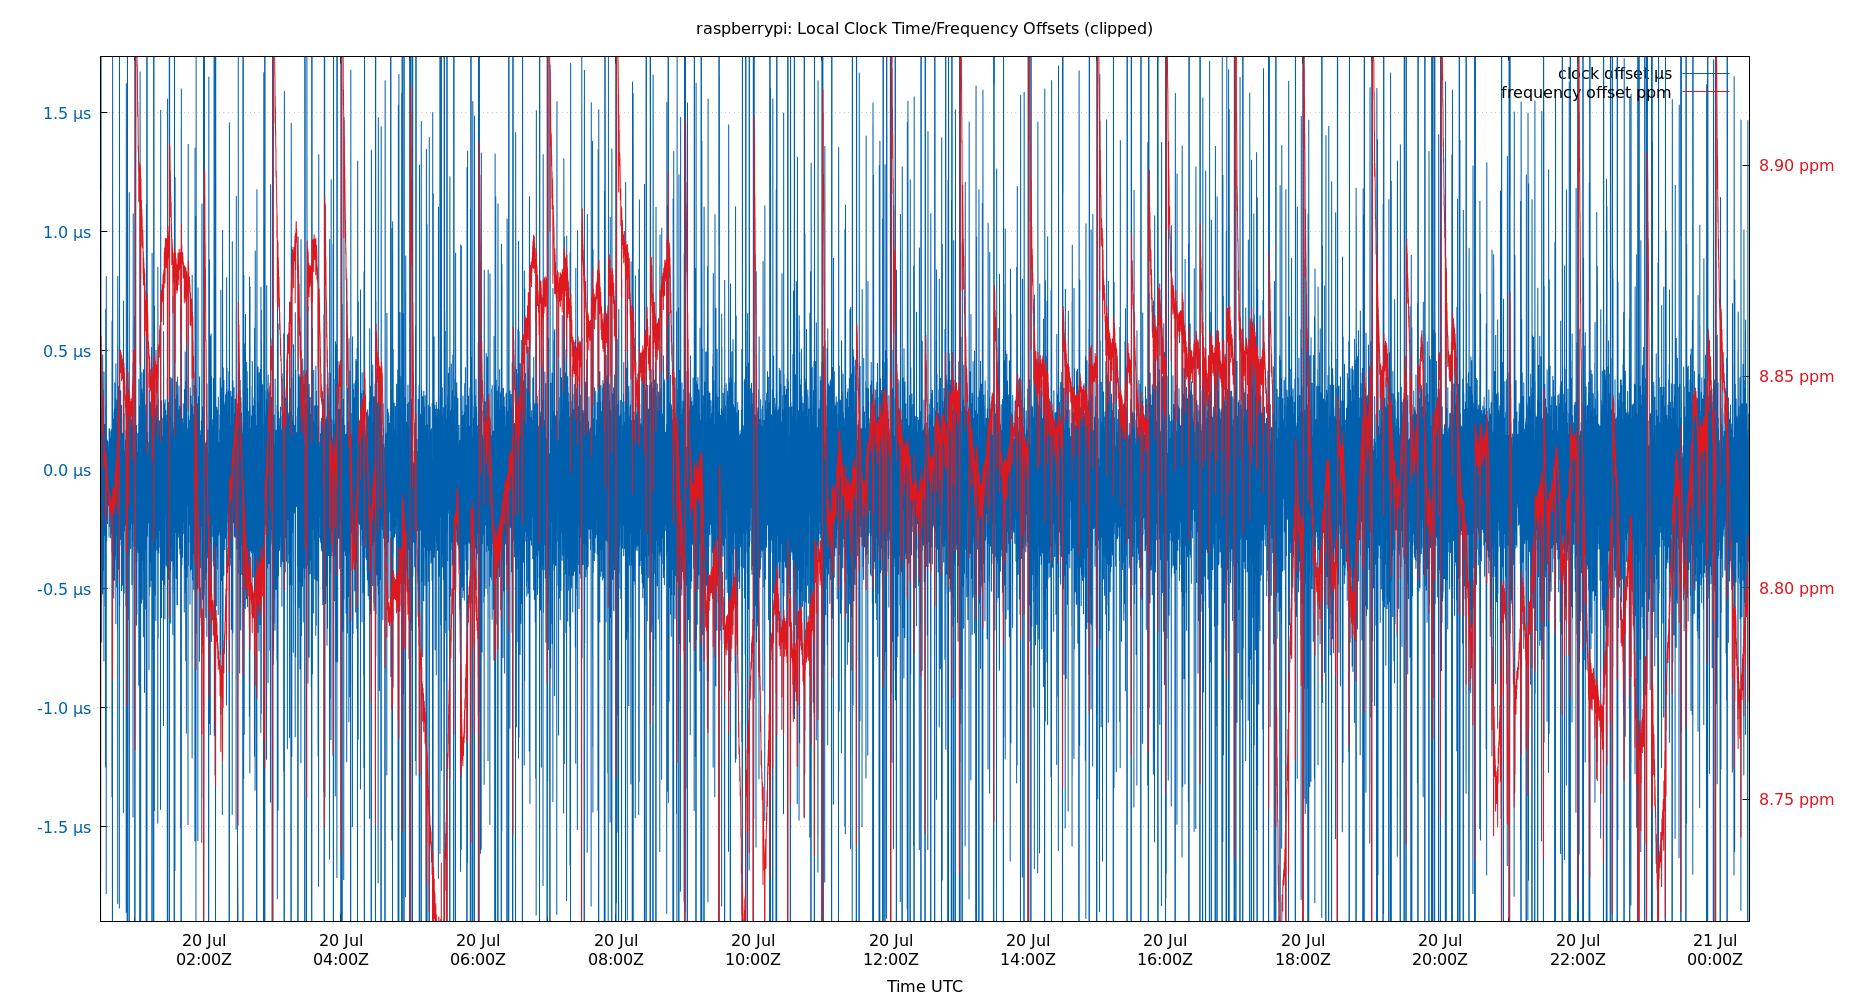 raspberrypi: Local Clock Time/Frequency Offsets (clipped)
clock offset µs
frequency offset ppm
1.5 µs
1.0 µs
0.5 µs
0.0 µs
-0.5 µs
-1.0 µs
-1.5 µs
8.90 ppm
8.85 ppm
8.80 ppm
8.75 ppm
20 Jul 20 Jul 20 Jul 20 Jul 20 Jul 20 Jul 20 Jul 20 Jul 20 Jul 20 Jul 20 Jul 21 Jul
02:00Z 04:00Z 06:00Z 08:00Z 10:00Z 12:00Z 14:00Z 16:00Z 18:00Z 20:00Z 22:00Z 00:00Z
Time UTC